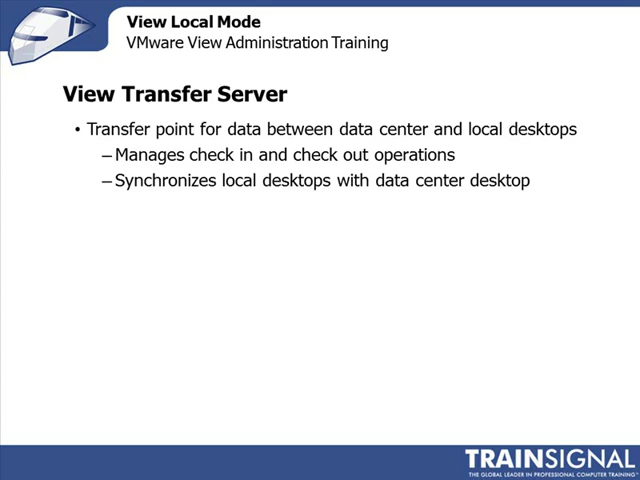 View Local Mode
VMware View Administration Training
View Transfer Server
• Transfer point for data between data center and local desktops
– Manages check in and check out operations
– Synchronizes local desktops with data center desktop
TRAINSIGNAL
THE GLOBAL LEADER IN PROFESSIONAL COMPUTER TRAINING